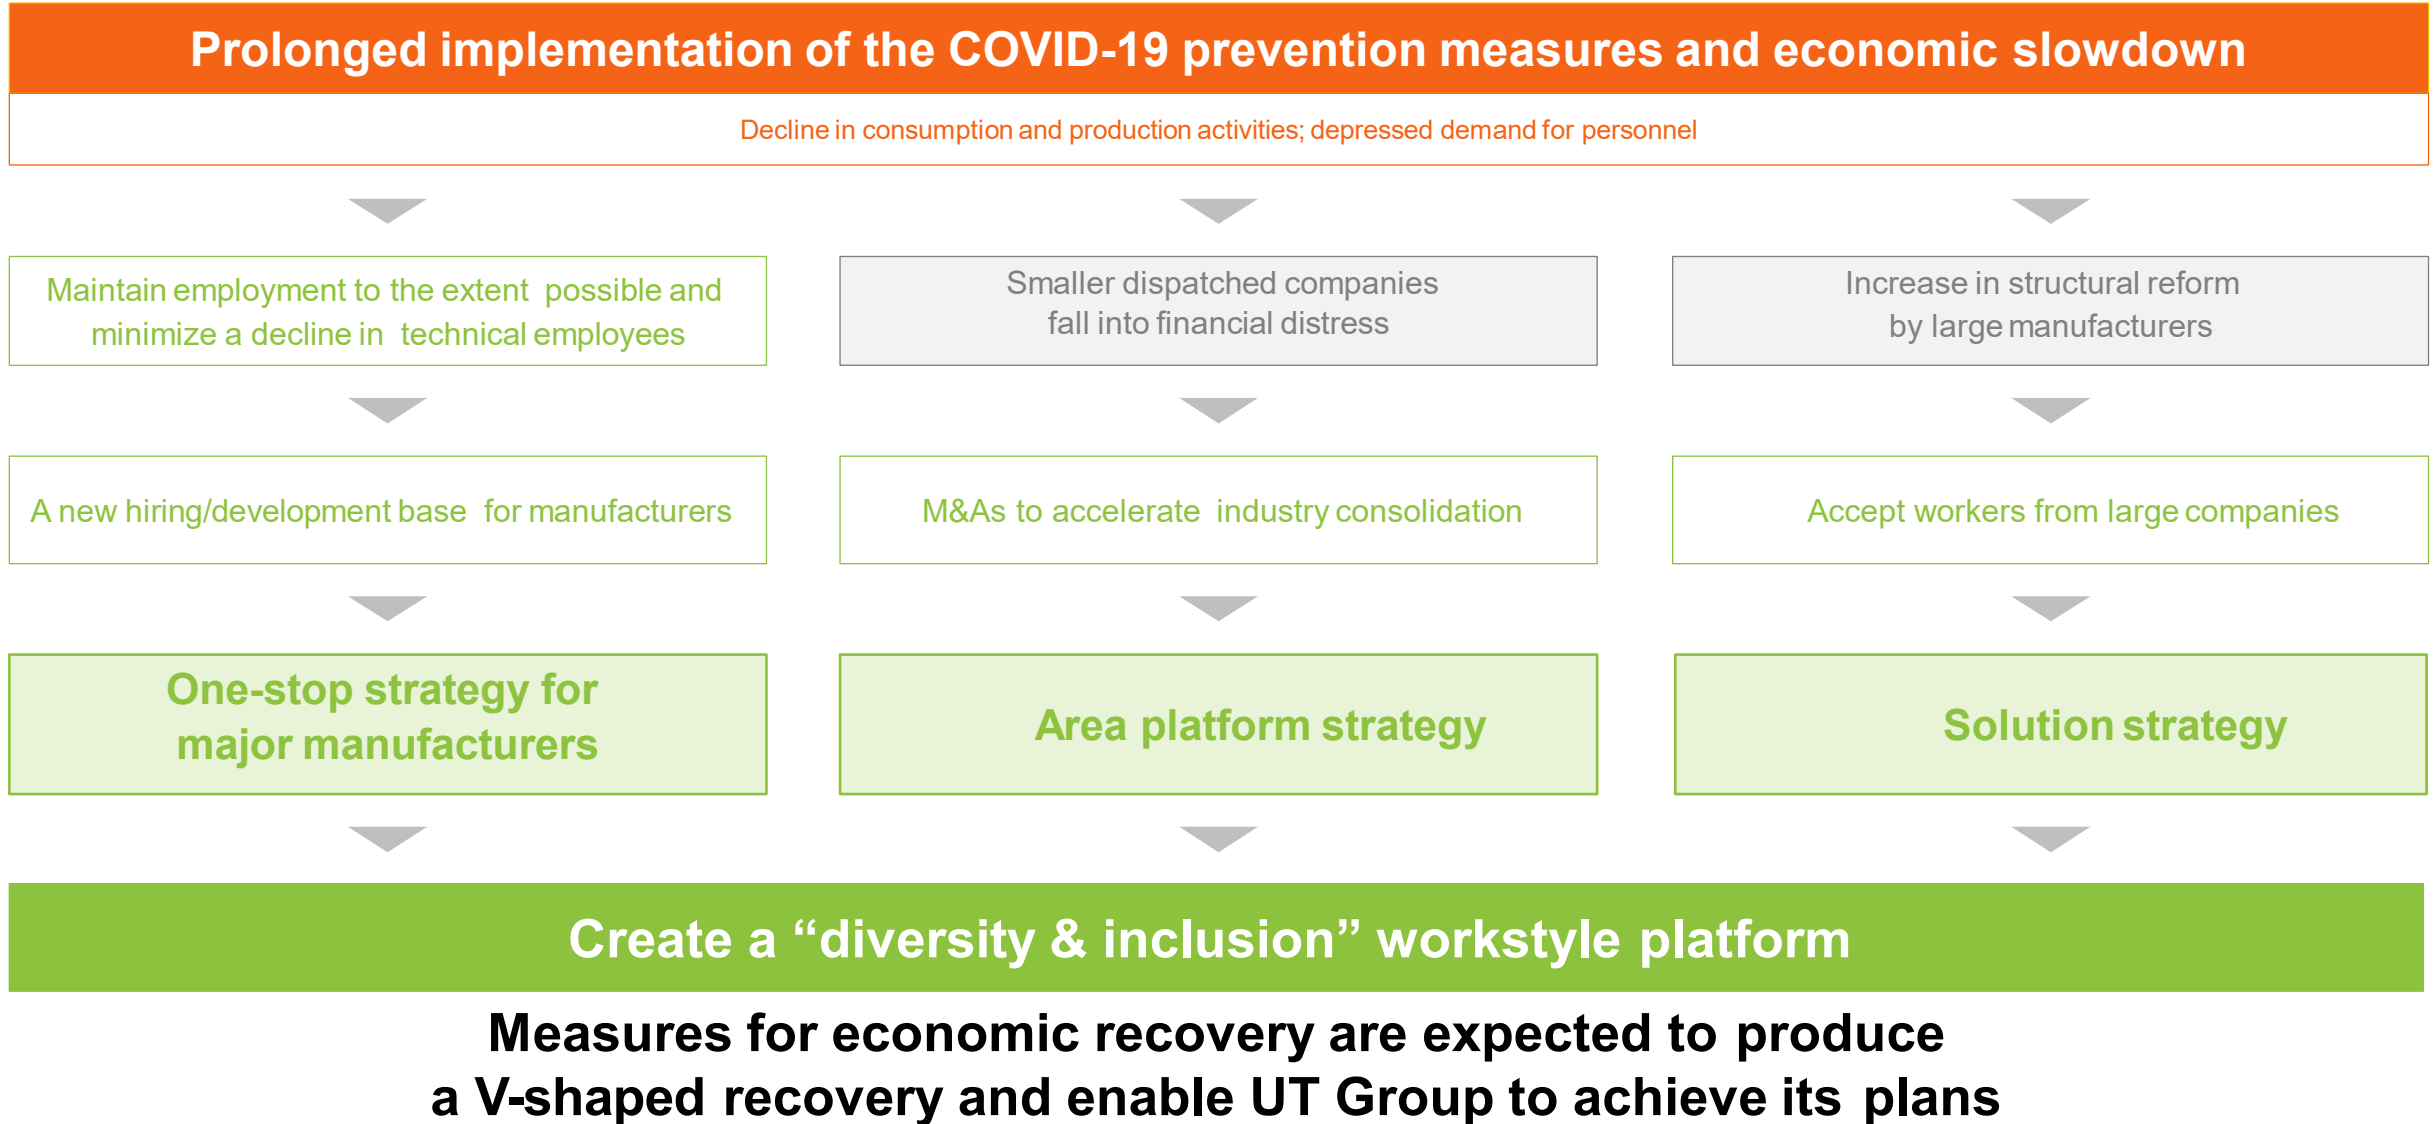 Prolonged implementation of the COVID-19 prevention measures and economic slowdown
Decline in consumption and production activities; depressed demand for personnel
Maintain employment to the extent possible and
minimize a decline in technical employees
Smaller dispatched companies
fall into financial distress
Increase in structural reform
by large manufacturers
A new hiring/development base for manufacturers
M&As to accelerate industry consolidation
Accept workers from large companies
One-stop strategy for
major manufacturers
Area platform strategy
Solution strategy
Create a “diversity & inclusion” workstyle platform
Measures for economic recovery are expected to produce
a V-shaped recovery and enable UT Group to achieve its plans